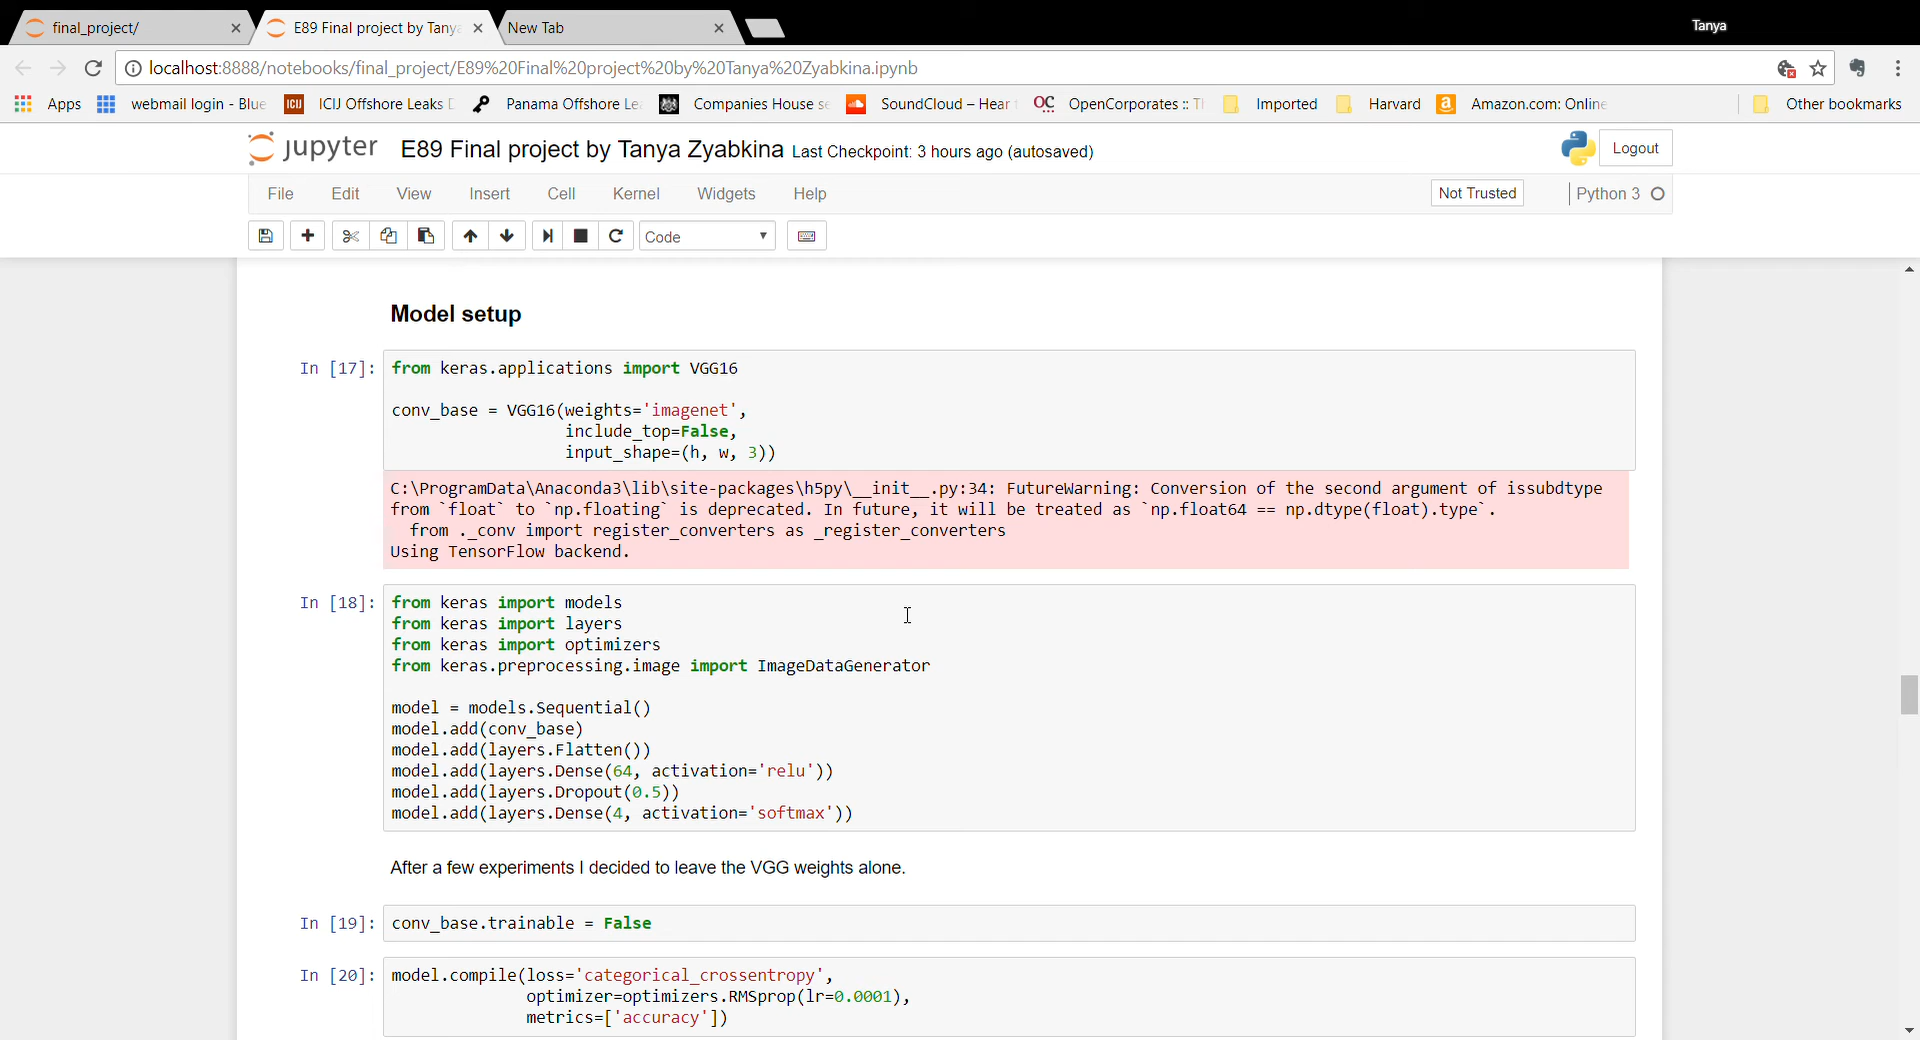 final_project/
E89 Final project by Tanya
New Tab
Tanya
localhost:8888/notebooks/final_project/E89%20Final%20project%20by%20Tanya%20Zyabkina.ipynb
Apps
webmail login - Blue
ICIJ
ICIJ Offshore Leaks D
Panama Offshore Le
Companies House se
SoundCloud – Hear
OC
OpenCorporates :: Th
Imported
Harvard
a
Amazon.com: Online
Other bookmarks
jupyter
E89 Final project by Tanya Zyabkina Last Checkpoint: 3 hours ago (autosaved)
Logout
File Edit View Insert Cell Kernel Widgets Help
Not Trusted
Python 3
Code
Model setup
In [17]:
from keras.applications import VGG16
conv_base = VGG16(weights='imagenet',
include_top=False,
input_shape=(h, w, 3))
C:\ProgramData\Anaconda3\lib\site-packages\h5py\__init__.py:34: FutureWarning: Conversion of the second argument of issubdtype
from `float` to `np.floating` is deprecated. In future, it will be treated as `np.float64 == np.dtype(float).type`.
from ._conv import register_converters as _register_converters
Using TensorFlow backend.
In [18]:
from keras import models
from keras import layers
from keras import optimizers
from keras.preprocessing.image import ImageDataGenerator
model = models.Sequential()
model.add(conv_base)
model.add(layers.Flatten())
model.add(layers.Dense(64, activation='relu'))
model.add(layers.Dropout(0.5))
model.add(layers.Dense(4, activation='softmax'))
After a few experiments I decided to leave the VGG weights alone.
In [19]:
conv_base.trainable = False
In [20]:
model.compile(loss='categorical_crossentropy',
optimizer=optimizers.RMSprop(lr=0.0001),
metrics=['accuracy'])